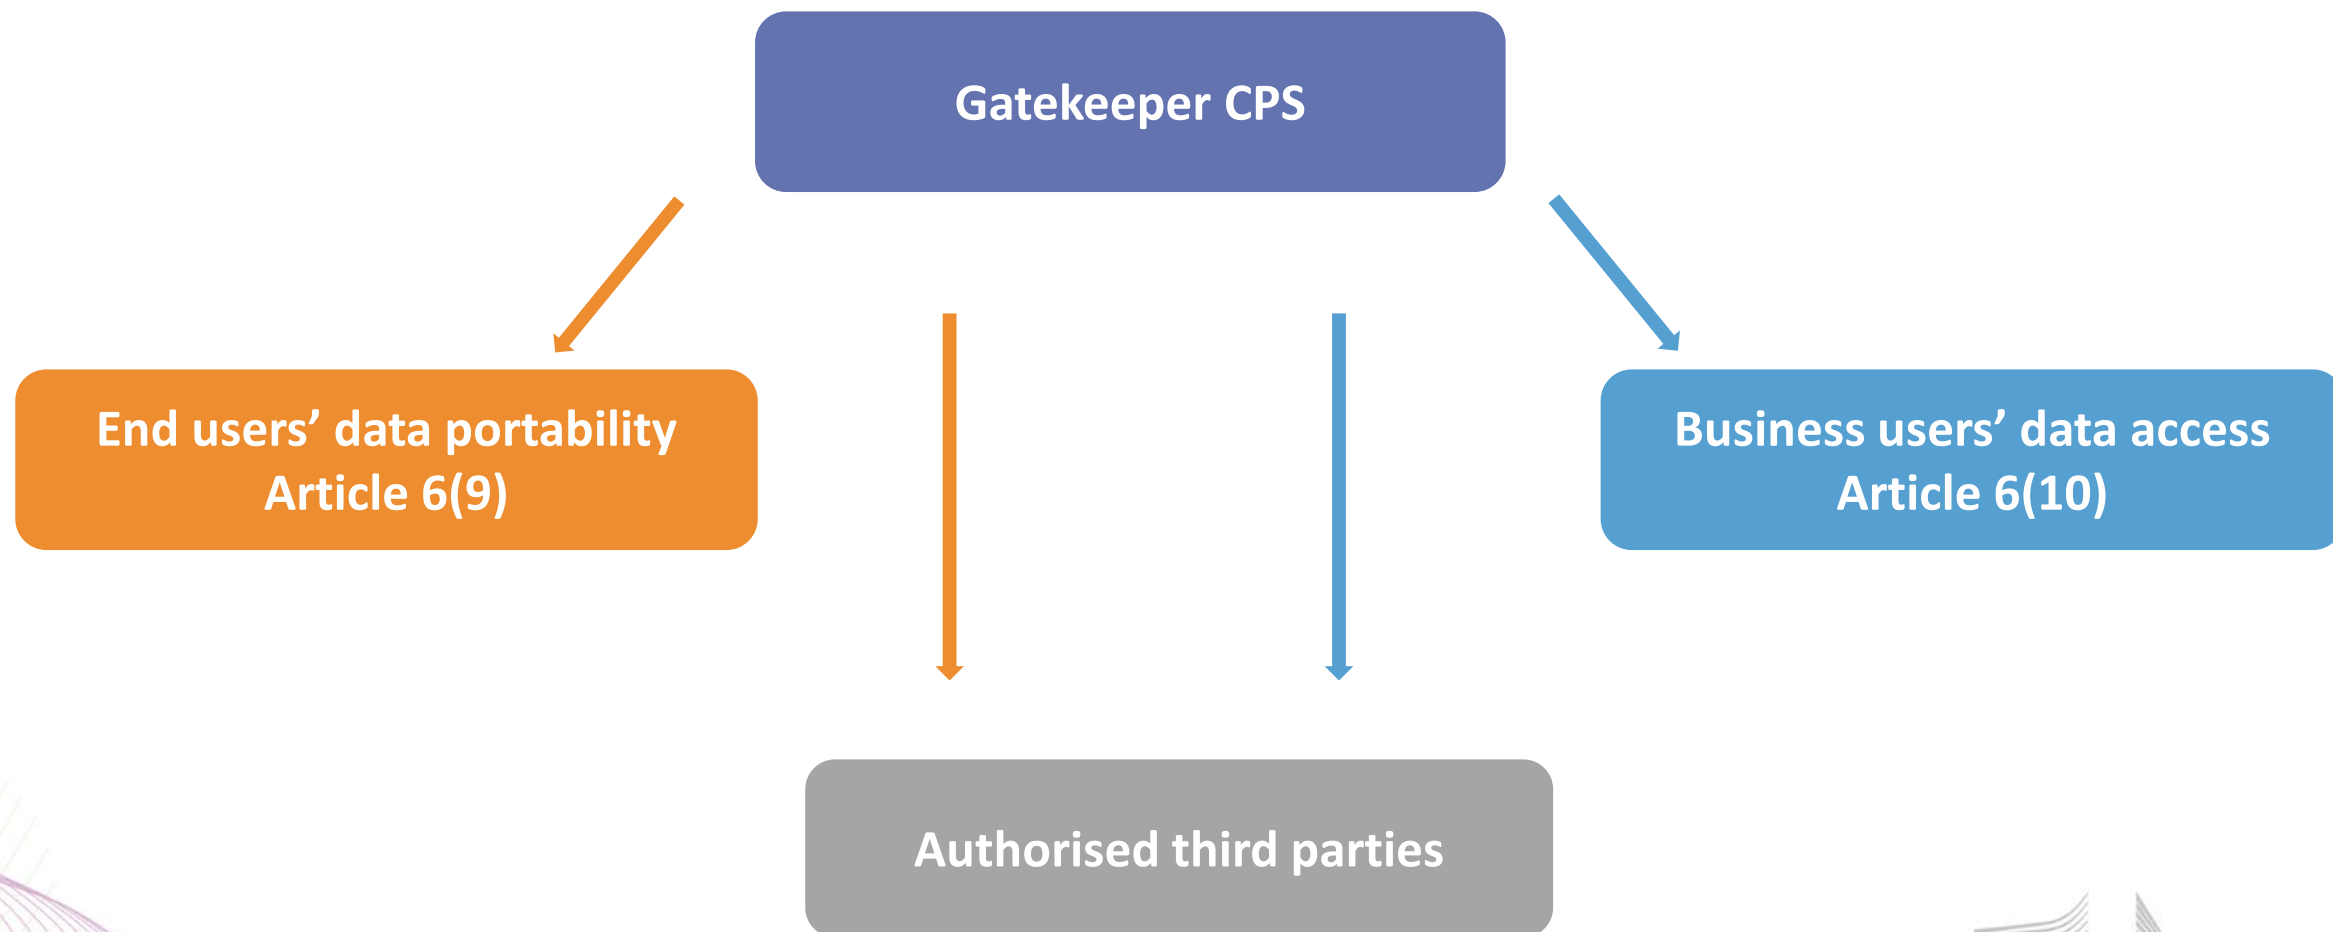 Gatekeeper CPS
End users’ data portability
Article 6(9)
Business users’ data access
Article 6(10)
Authorised third parties